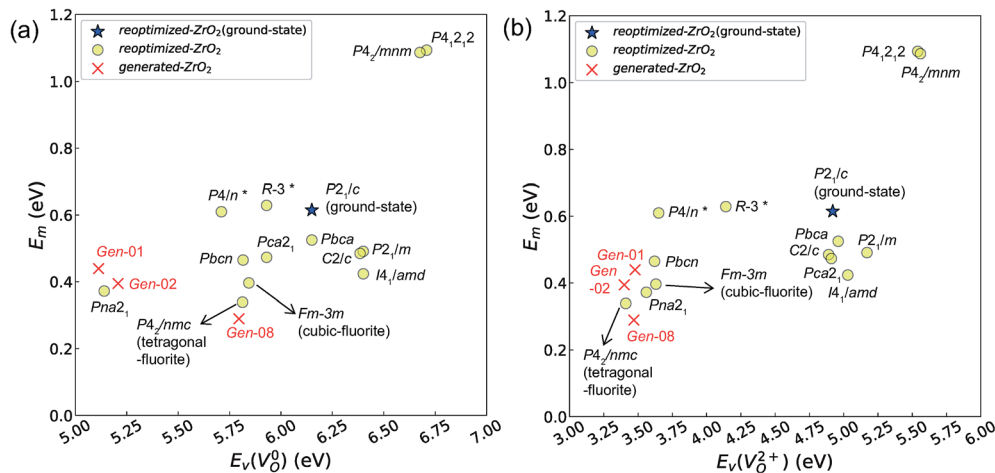 (a)
reoptimized-ZrO₂(ground-state)
reoptimized-ZrO₂
generated-ZrO₂
P4₂/mnm
P4₁2₁2
P4/n *
R-3 *
P2₁/c
(ground-state)
Pbcn
Pca2₁
Pbca
C2/c
P2₁/m
I4₁/amd
Gen-01
Gen-02
Pna2₁
P4₂/nmc
(tetragonal
-fluorite)
Gen-08
Fm-3m
(cubic-fluorite)
Eₘ (eV)
1.2
1.0
0.8
0.6
0.4
0.2
0.0
5.00
5.25
5.50
5.75
6.00
6.25
6.50
6.75
7.00
Eᵥ(V⁰_O) (eV)
(b)
reoptimized-ZrO₂(ground-state)
reoptimized-ZrO₂
generated-ZrO₂
P4₁2₁2
P4₂/mnm
P2₁/c
(ground-state)
P4/n *
R-3 *
Pbca
C2/c
P2₁/m
Pca2₁
I4₁/amd
Pbcn
Gen-01
Gen
-02
Fm-3m
(cubic-fluorite)
Pna2₁
Gen-08
P4₂/nmc
(tetragonal
-fluorite)
Eₘ (eV)
1.2
1.0
0.8
0.6
0.4
0.2
0.0
3.00
3.25
3.50
3.75
4.00
4.25
4.50
4.75
5.00
5.25
5.50
5.75
6.00
Eᵥ(V²⁺_O) (eV)